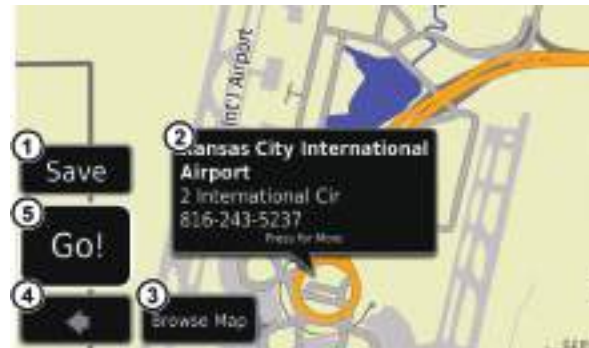 Int'l Airport
1
Save
2
Kansas City International
Airport
2 International Cir
816-243-5237
Press for More
5
Go!
4
3
Browse Map